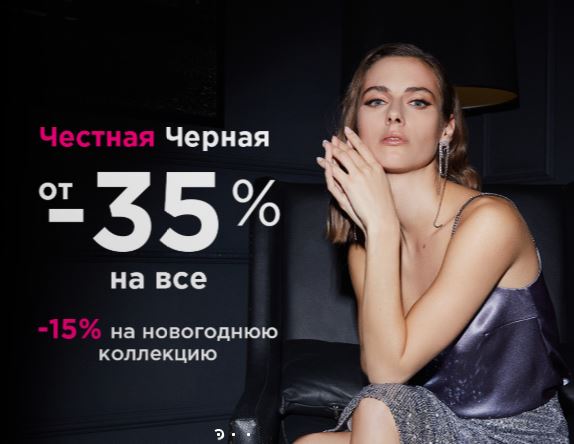 Честная Черная
от -35%
на все
-15% на новогоднюю
коллекцию